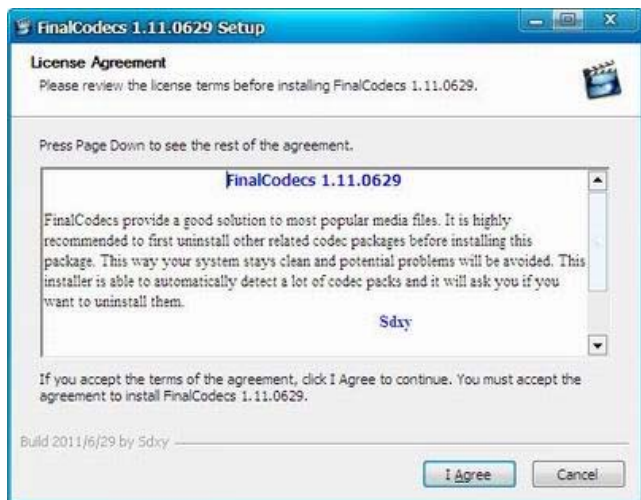 FinalCodecs 1.11.0629 Setup
License Agreement
Please review the license terms before installing FinalCodecs 1.11.0629.
Press Page Down to see the rest of the agreement.
FinalCodecs 1.11.0629
FinalCodecs provide a good solution to most popular media files. It is highly
recommended to first uninstall other related codec packages before installing this
package. This way your system stays clean and potential problems will be avoided. This
installer is able to automatically detect a lot of codec packs and it will ask you if you
want to uninstall them.
Sdxy
If you accept the terms of the agreement, click I Agree to continue. You must accept the
agreement to install FinalCodecs 1.11.0629.
Build 2011/6/29 by Sdxy
I Agree
Cancel